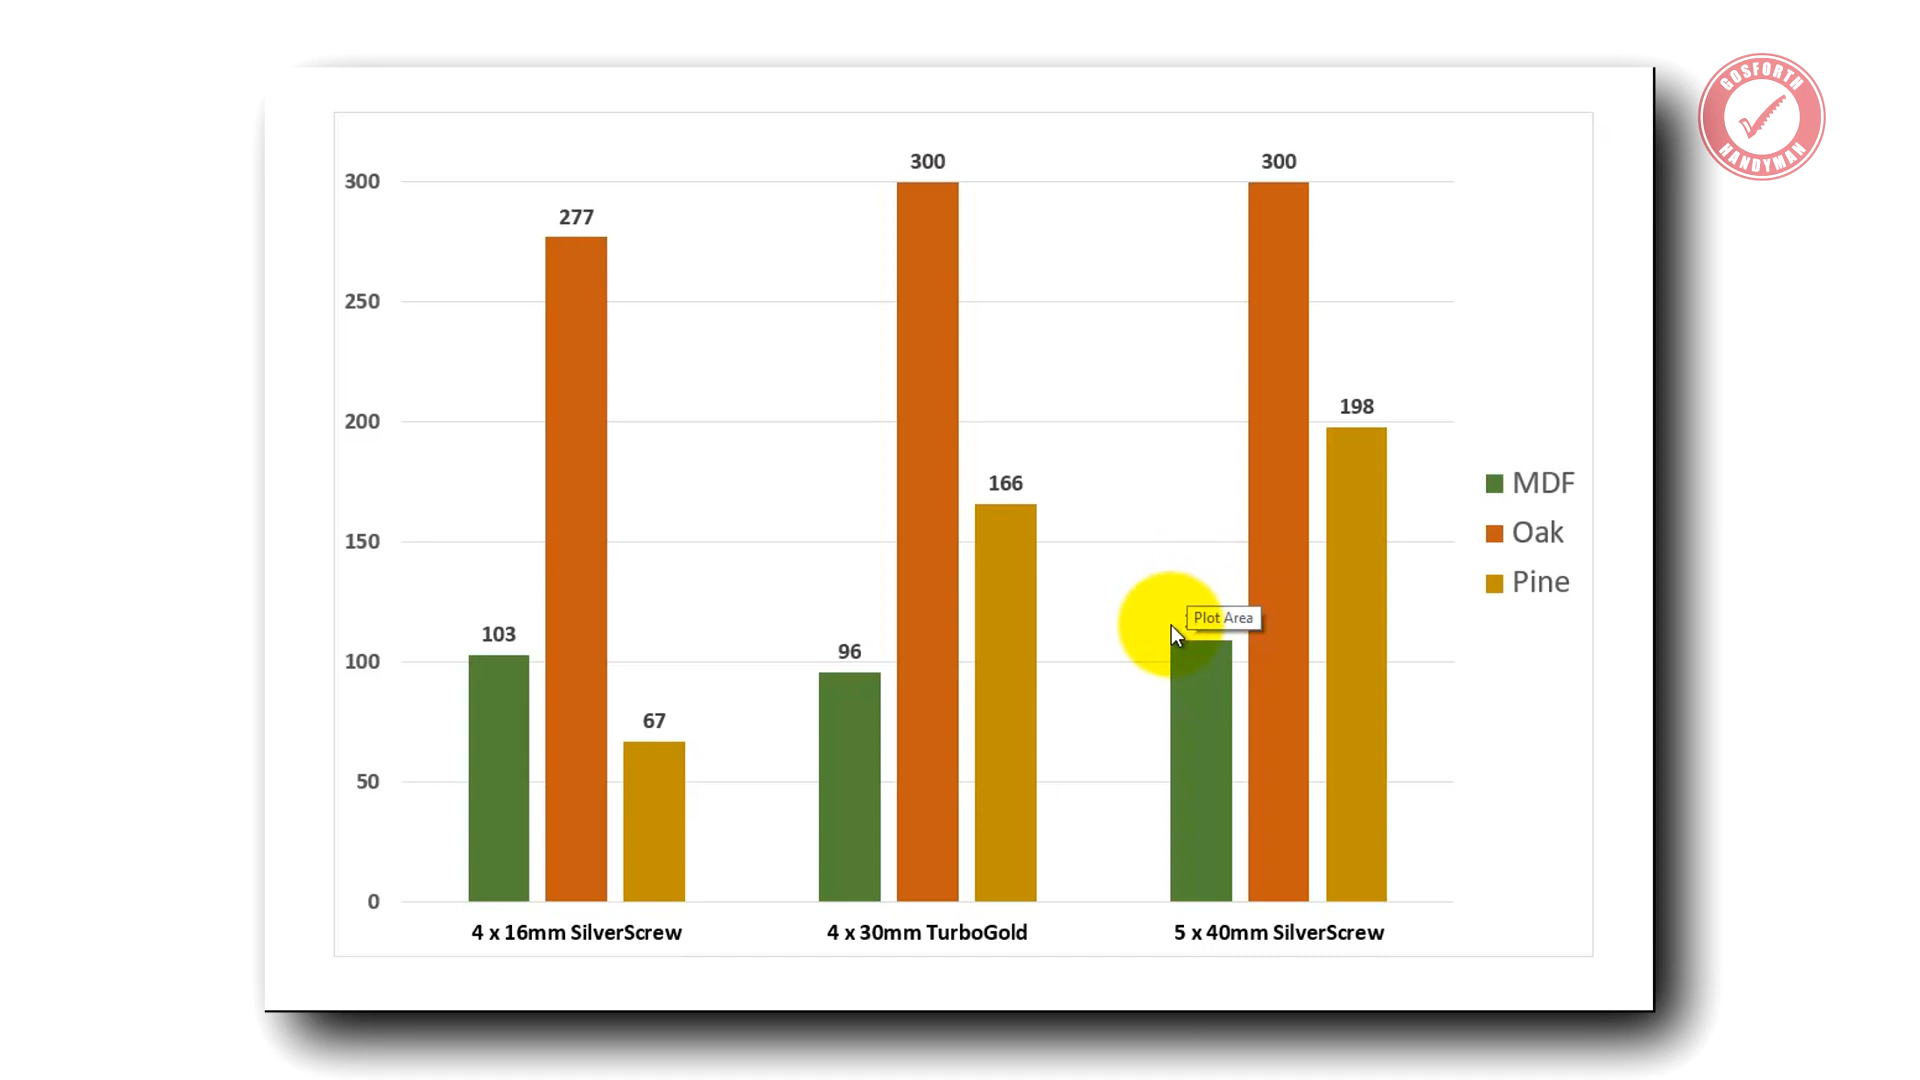 GOSFORTH
HANDYMAN
300
250
200
150
100
50
0
103
277
67
96
300
166
300
198
Plot Area
4 x 16mm SilverScrew
4 x 30mm TurboGold
5 x 40mm SilverScrew
MDF
Oak
Pine